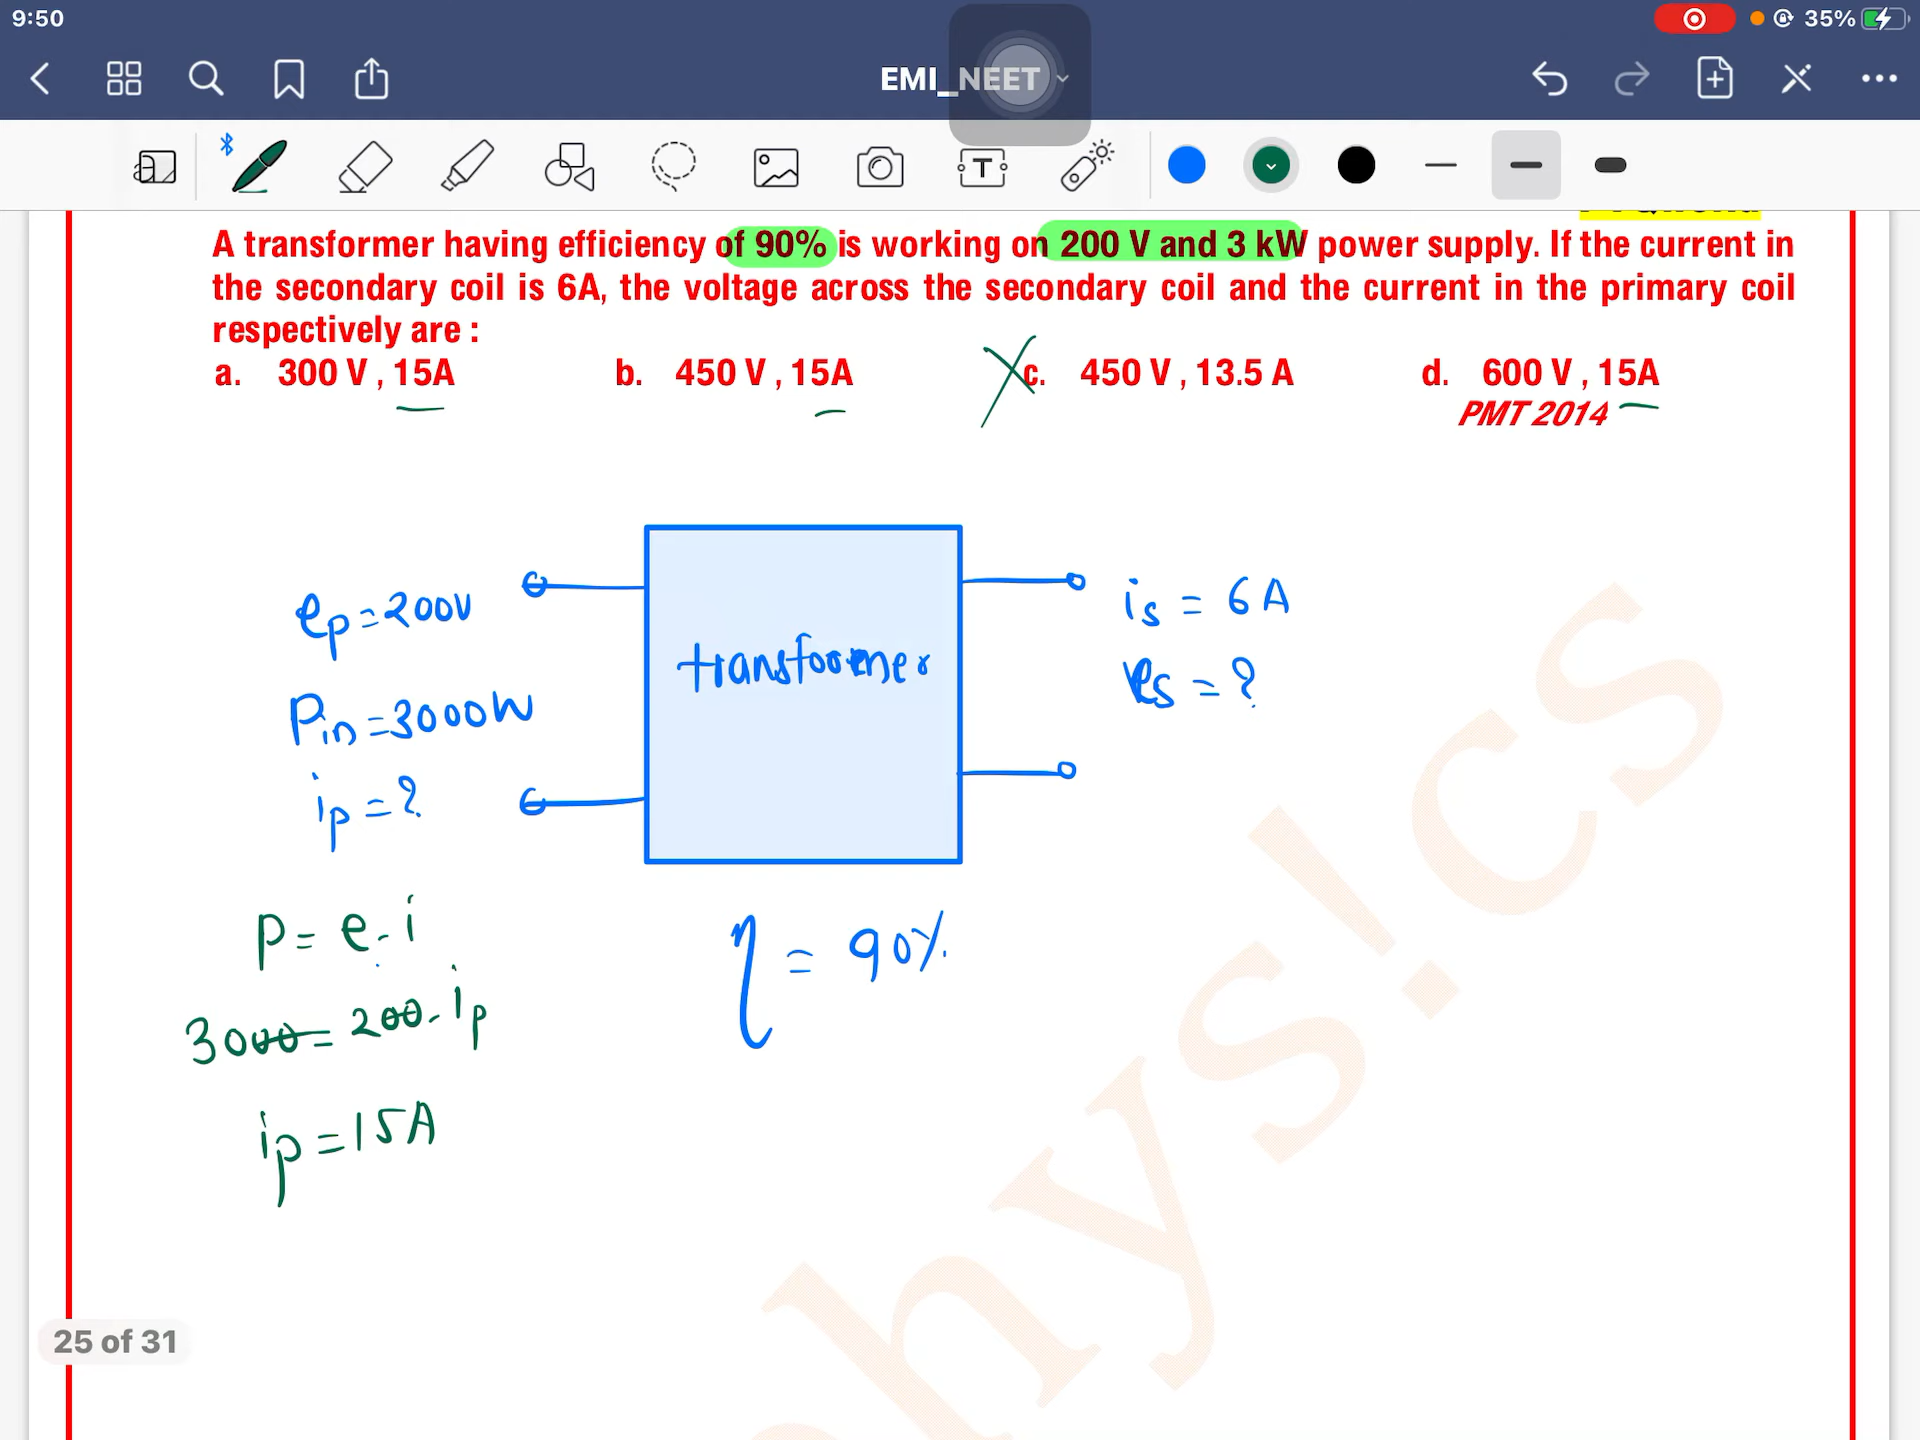 9:50
35%
EMI_NEET
A transformer having efficiency of 90% is working on 200 V and 3 kW power supply. If the current in
the secondary coil is 6A, the voltage across the secondary coil and the current in the primary coil
respectively are :
a. 300 V , 15A b. 450 V , 15A c. 450 V , 13.5 A d. 600 V , 15A
PMT 2014
ep = 200V
Pin = 3000W
ip = ?
transformer
is = 6 A
es = ?
P = e . i
3000 = 200 . ip
ip = 15A
η = 90%
hys!cs
25 of 31